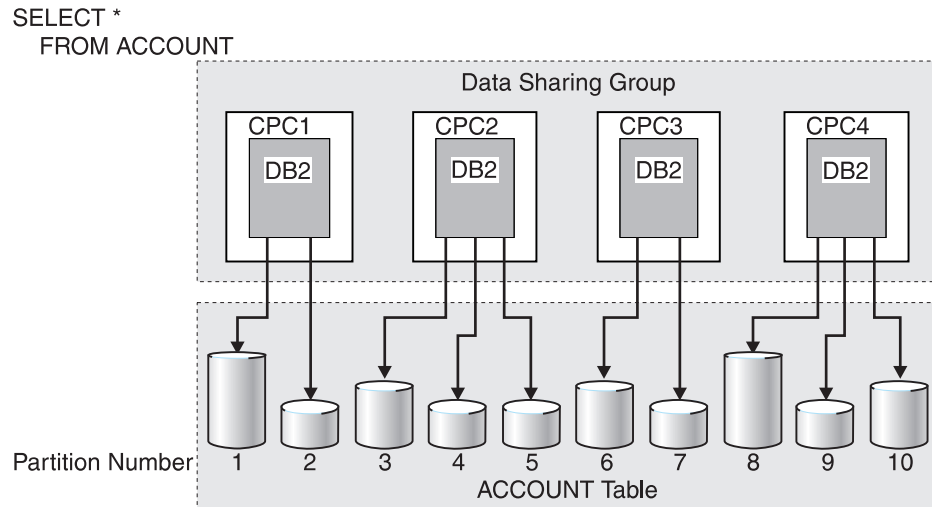 SELECT *
FROM ACCOUNT
Data Sharing Group
CPC1 CPC2 CPC3 CPC4
DB2 DB2 DB2 DB2
Partition Number 1 2 3 4 5 6 7 8 9 10
ACCOUNT Table